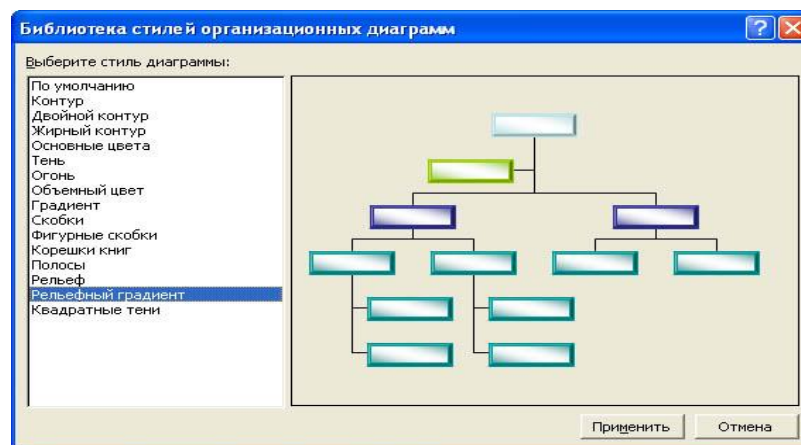 Библиотека стилей организационных диаграмм
Выберите стиль диаграммы:
По умолчанию
Контур
Двойной контур
Жирный контур
Основные цвета
Тень
Огонь
Объемный цвет
Градиент
Скобки
Фигурные скобки
Корешки книг
Полосы
Рельеф
Рельефный градиент
Квадратные тени
Применить
Отмена